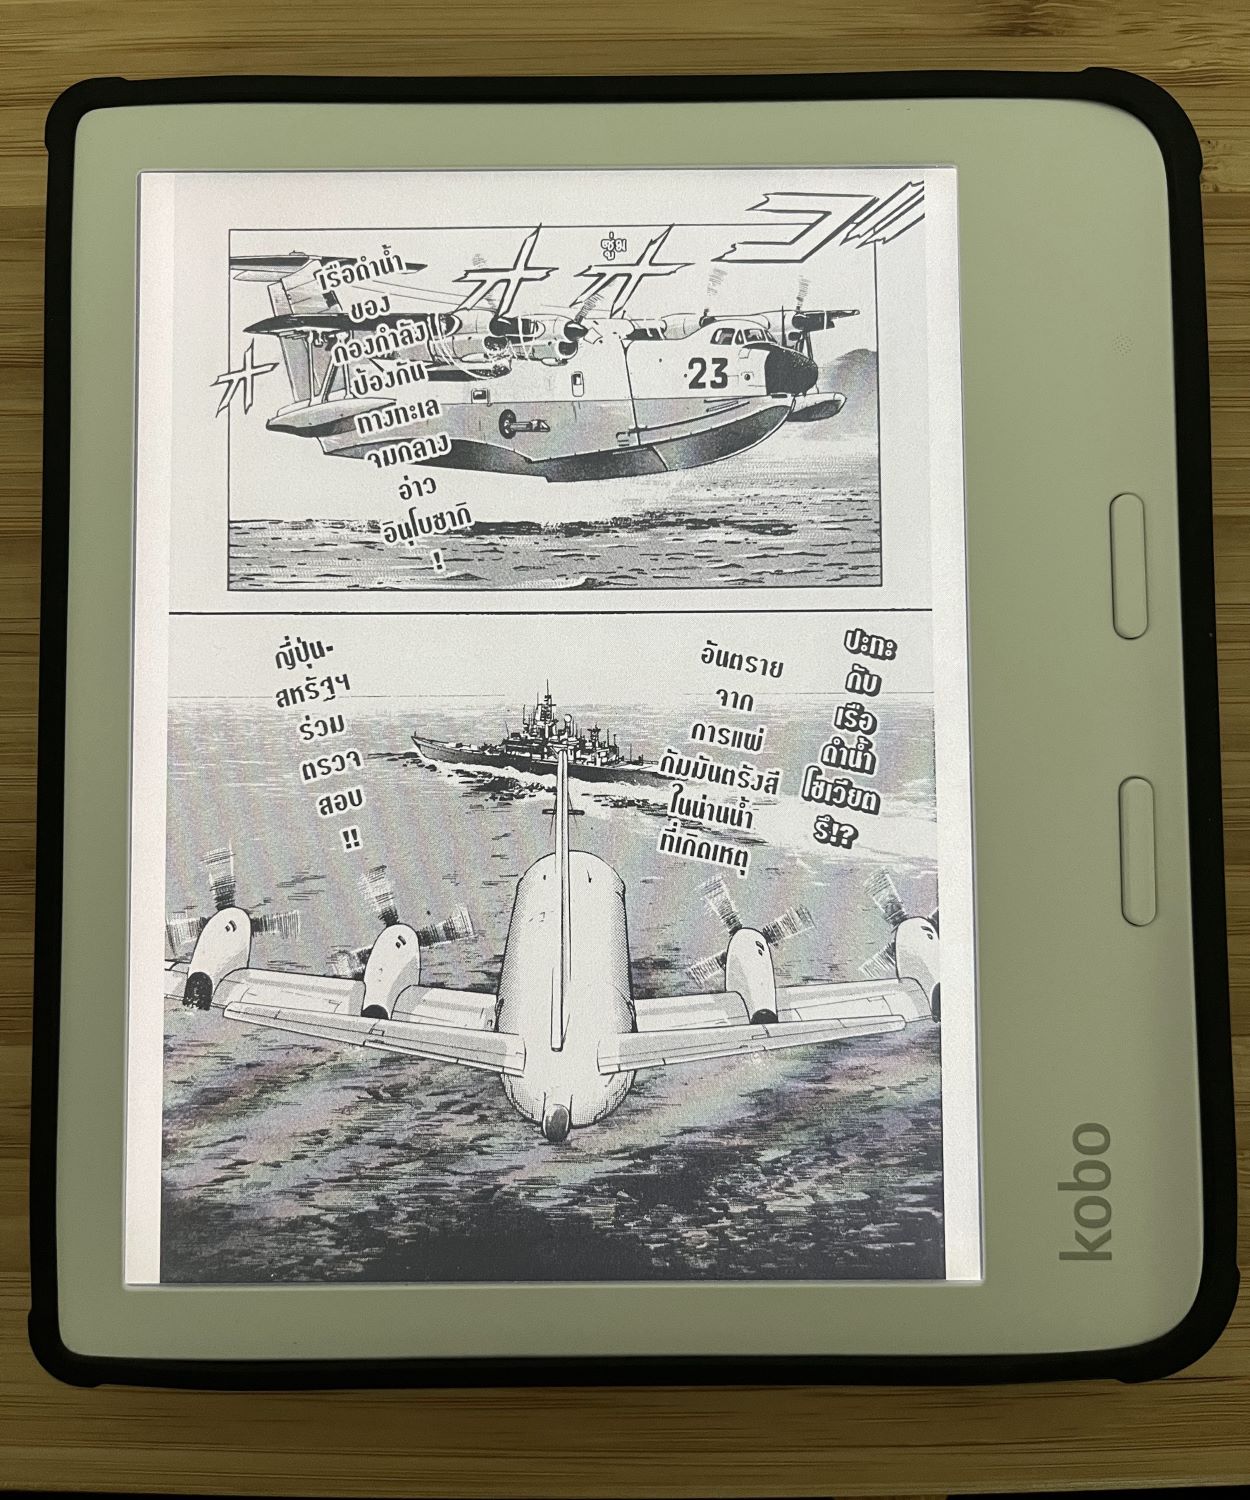 ゴォォォ
ซู่ม
เรือดำน้ำ
ของ
กองกำลัง
ป้องกัน
ทางทะเล
จมกลาง
อ่าว
อินุโบซากิ
!
23
ปะทะ
กับ
เรือ
ดำน้ำ
โซเวียต
รึ!?
อันตราย
จาก
การแผ่
กัมมันตรังสี
ในน่านน้ำ
ที่เกิดเหตุ
ญี่ปุ่น-
สหรัฐฯ
ร่วม
ตรวจ
สอบ
!!
kobo